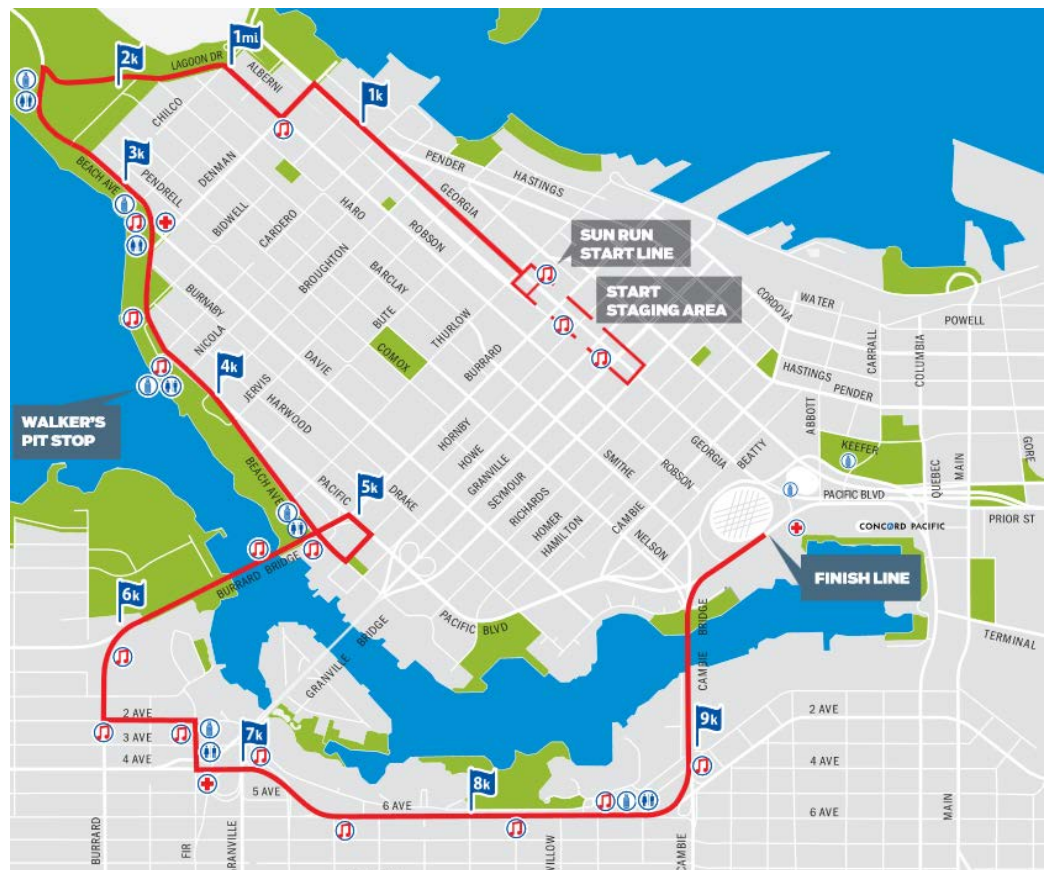 2k
LAGOON DR
1mi
ALBERNI
1k
CHILCO
3k
BEACH AVE
PENDRELL
DENMAN
BIDWELL
CARDERO
HARO
ROBSON
GEORGIA
PENDER
HASTINGS
SUN RUN
START LINE
START
STAGING AREA
BROUGHTON
BARCLAY
BUTE
COMOX
THURLOW
BURRARD
CORDOVA
WATER
POWELL
CARRALL
COLUMBIA
HASTINGS
PENDER
BURNABY
NICOLA
4k
DAVIE
JERVIS
HARWOOD
WALKER'S
PIT STOP
HORNBY
HOWE
GRANVILLE
SEYMOUR
RICHARDS
HOMER
HAMILTON
SMITHE
ROBSON
GEORGIA
BEATTY
ABBOTT
KEEFER
QUEBEC
MAIN
GORE
PACIFIC BLVD
PRIOR ST
CONCORD PACIFIC
CAMBIE
NELSON
BEACH AVE
PACIFIC
5k
DRAKE
BURRARD BRIDGE
FINISH LINE
6k
GRANVILLE BRIDGE
PACIFIC BLVD
CAMBIE BRIDGE
TERMINAL
2 AVE
3 AVE
4 AVE
7k
5 AVE
6 AVE
8k
9k
2 AVE
4 AVE
6 AVE
BURRARD
FIR
GRANVILLE
WILLOW
CAMBIE
MAIN